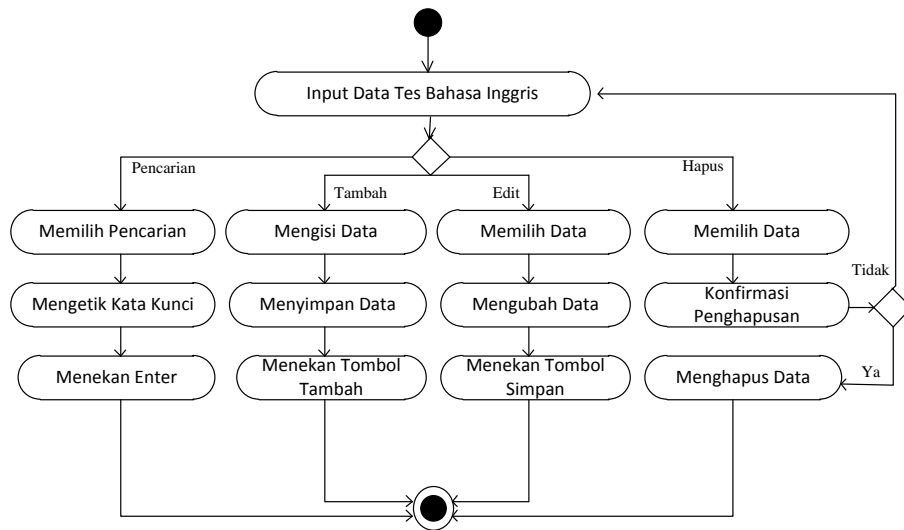 Input Data Tes Bahasa Inggris
Pencarian
Tambah
Edit
Hapus
Memilih Pencarian
Mengisi Data
Memilih Data
Memilih Data
Tidak
Mengetik Kata Kunci
Menyimpan Data
Mengubah Data
Konfirmasi
Penghapusan
Menekan Enter
Menekan Tombol
Tambah
Menekan Tombol
Simpan
Menghapus Data
Ya